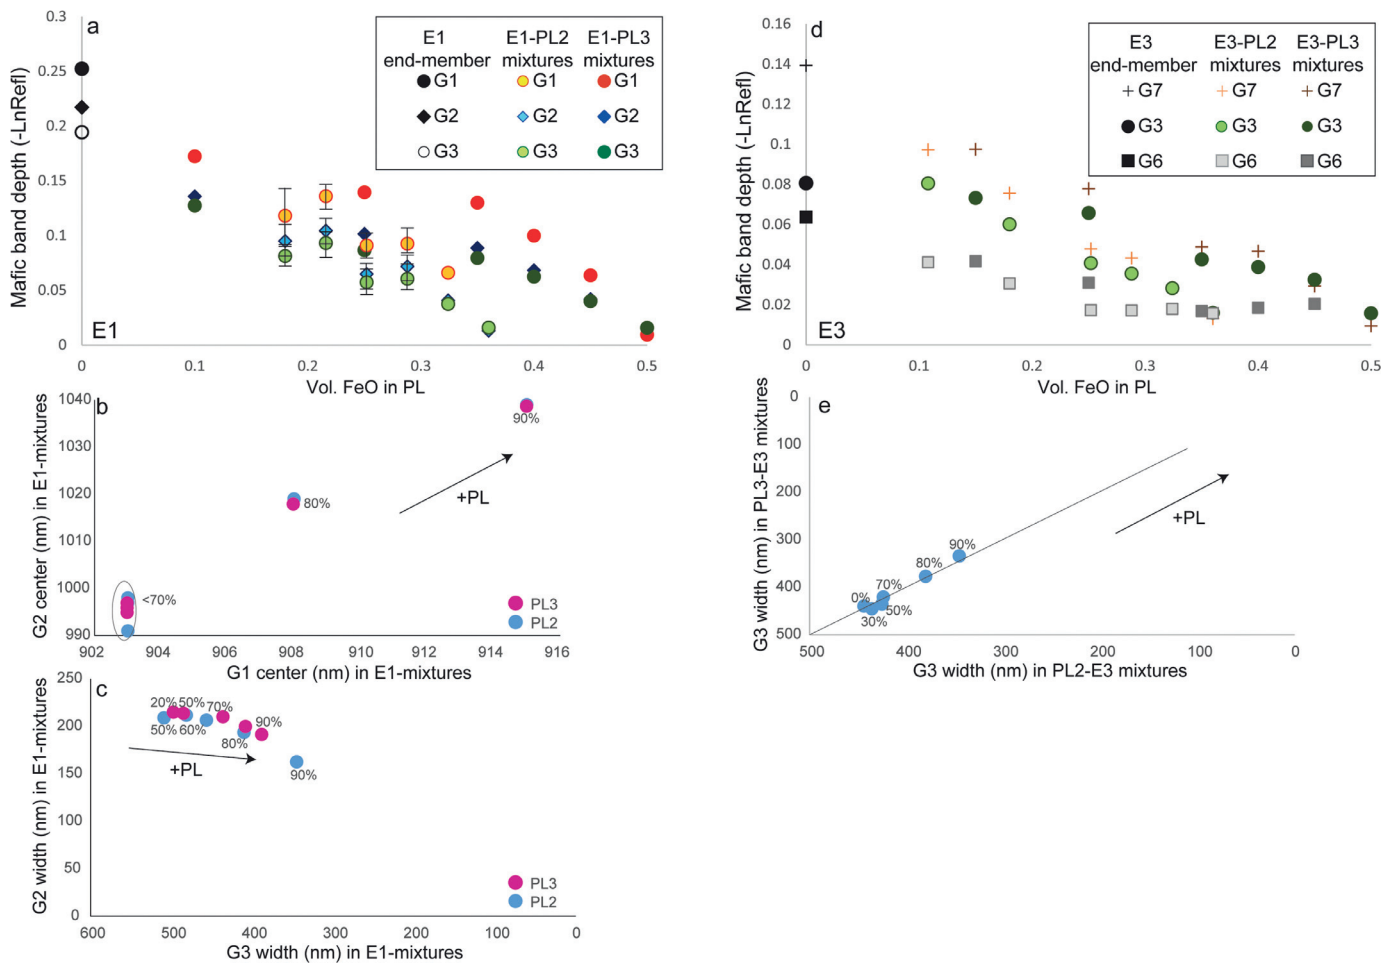 a
Mafic band depth (-LnRefl)
0.3
0.25
0.2
0.15
0.1
0.05
0
E1 E1-PL2 E1-PL3
end-member mixtures mixtures
G1 G1 G1
G2 G2 G2
G3 G3 G3
E1
0 0.1 0.2 0.3 0.4 0.5
Vol. FeO in PL
d
Mafic band depth (-LnRefl)
0.16
0.14
0.12
0.10
0.08
0.06
0.04
0.02
0
E3 E3-PL2 E3-PL3
end-member mixtures mixtures
G7 G7 G7
G3 G3 G3
G6 G6 G6
E3
0 0.1 0.2 0.3 0.4 0.5
Vol. FeO in PL
b
G2 center (nm) in E1-mixtures
1040
1030
1020
1010
1000
990
90%
+PL
80%
<70%
PL3
PL2
902 904 906 908 910 912 914 916
G1 center (nm) in E1-mixtures
e
G3 width (nm) in PL3-E3 mixtures
0
100
200
300
400
500
+PL
90%
80%
70%
0%
50%
30%
500 400 300 200 100 0
G3 width (nm) in PL2-E3 mixtures
c
G2 width (nm) in E1-mixtures
250
200
150
100
50
0
20% 50% 70%
50% 60% 80% 90%
+PL
90%
PL3
PL2
600 500 400 300 200 100 0
G3 width (nm) in E1-mixtures